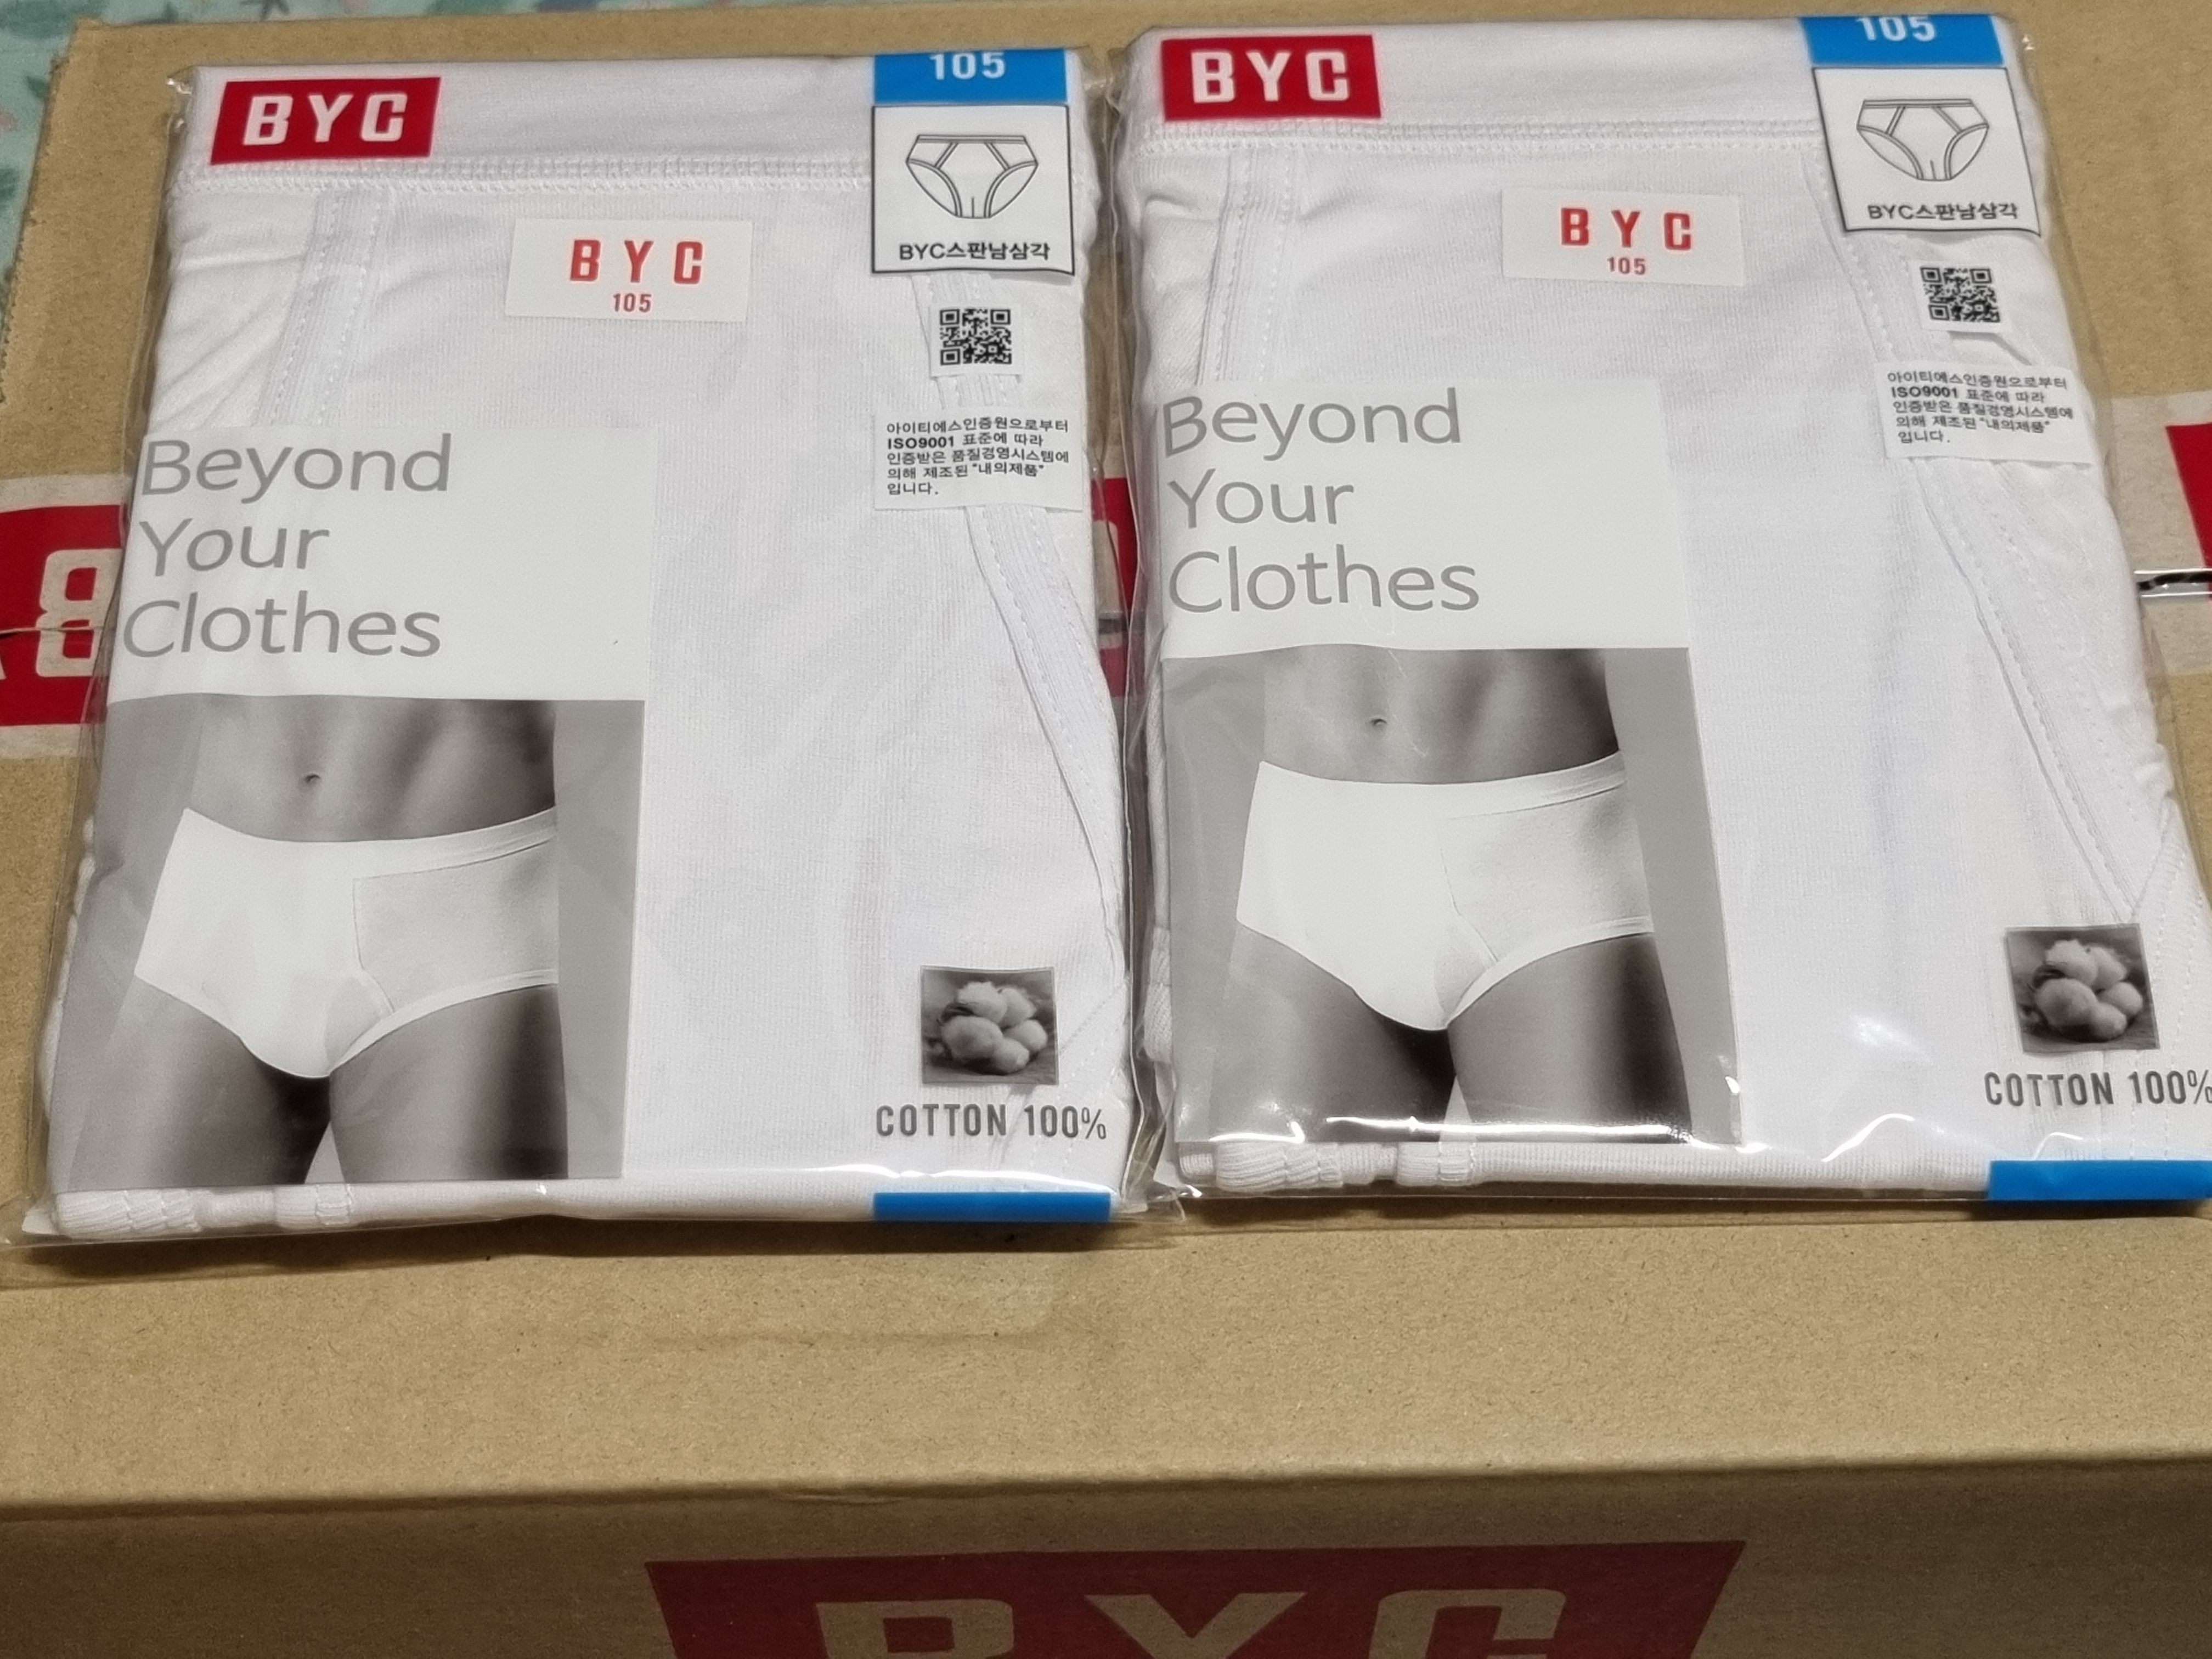 BYC
105
BYC스판남삼각
BYC
105
아이티에스인증원으로부터
ISO9001 표준에 따라
인증받은 품질경영시스템에
의해 제조된 "내의제품"
입니다.
Beyond
Your
Clothes
COTTON 100%
BYC
105
BYC스판남삼각
BYC
105
아이티에스인증원으로부터
ISO9001 표준에 따라
인증받은 품질경영시스템에
의해 제조된 "내의제품"
입니다.
Beyond
Your
Clothes
COTTON 100%
BYC